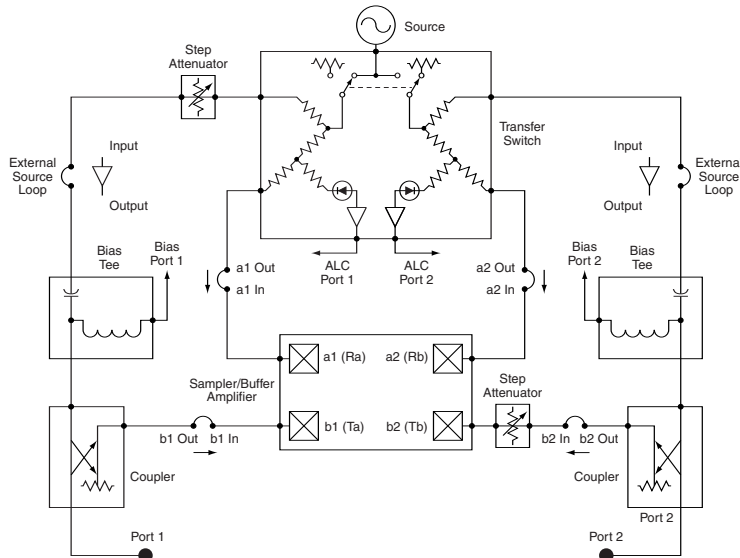 Source
Step
Attenuator
Transfer
Switch
External
Source
Loop
Input
Output
Input
Output
Externa
Source
Loop
Bias
Tee
Bias
Port 1
a1 Out
a1 In
ALC
Port 1
ALC
Port 2
a2 Out
a2 In
Bias
Port 2
Bias
Tee
a1 (Ra)
a2 (Rb)
Sampler/Buffer
Amplifier
b1 (Ta)
b2 (Tb)
Step
Attenuator
b1 Out
b1 In
b2 In
b2 Out
Coupler
Coupler
Port 2
Port 1
Port 2